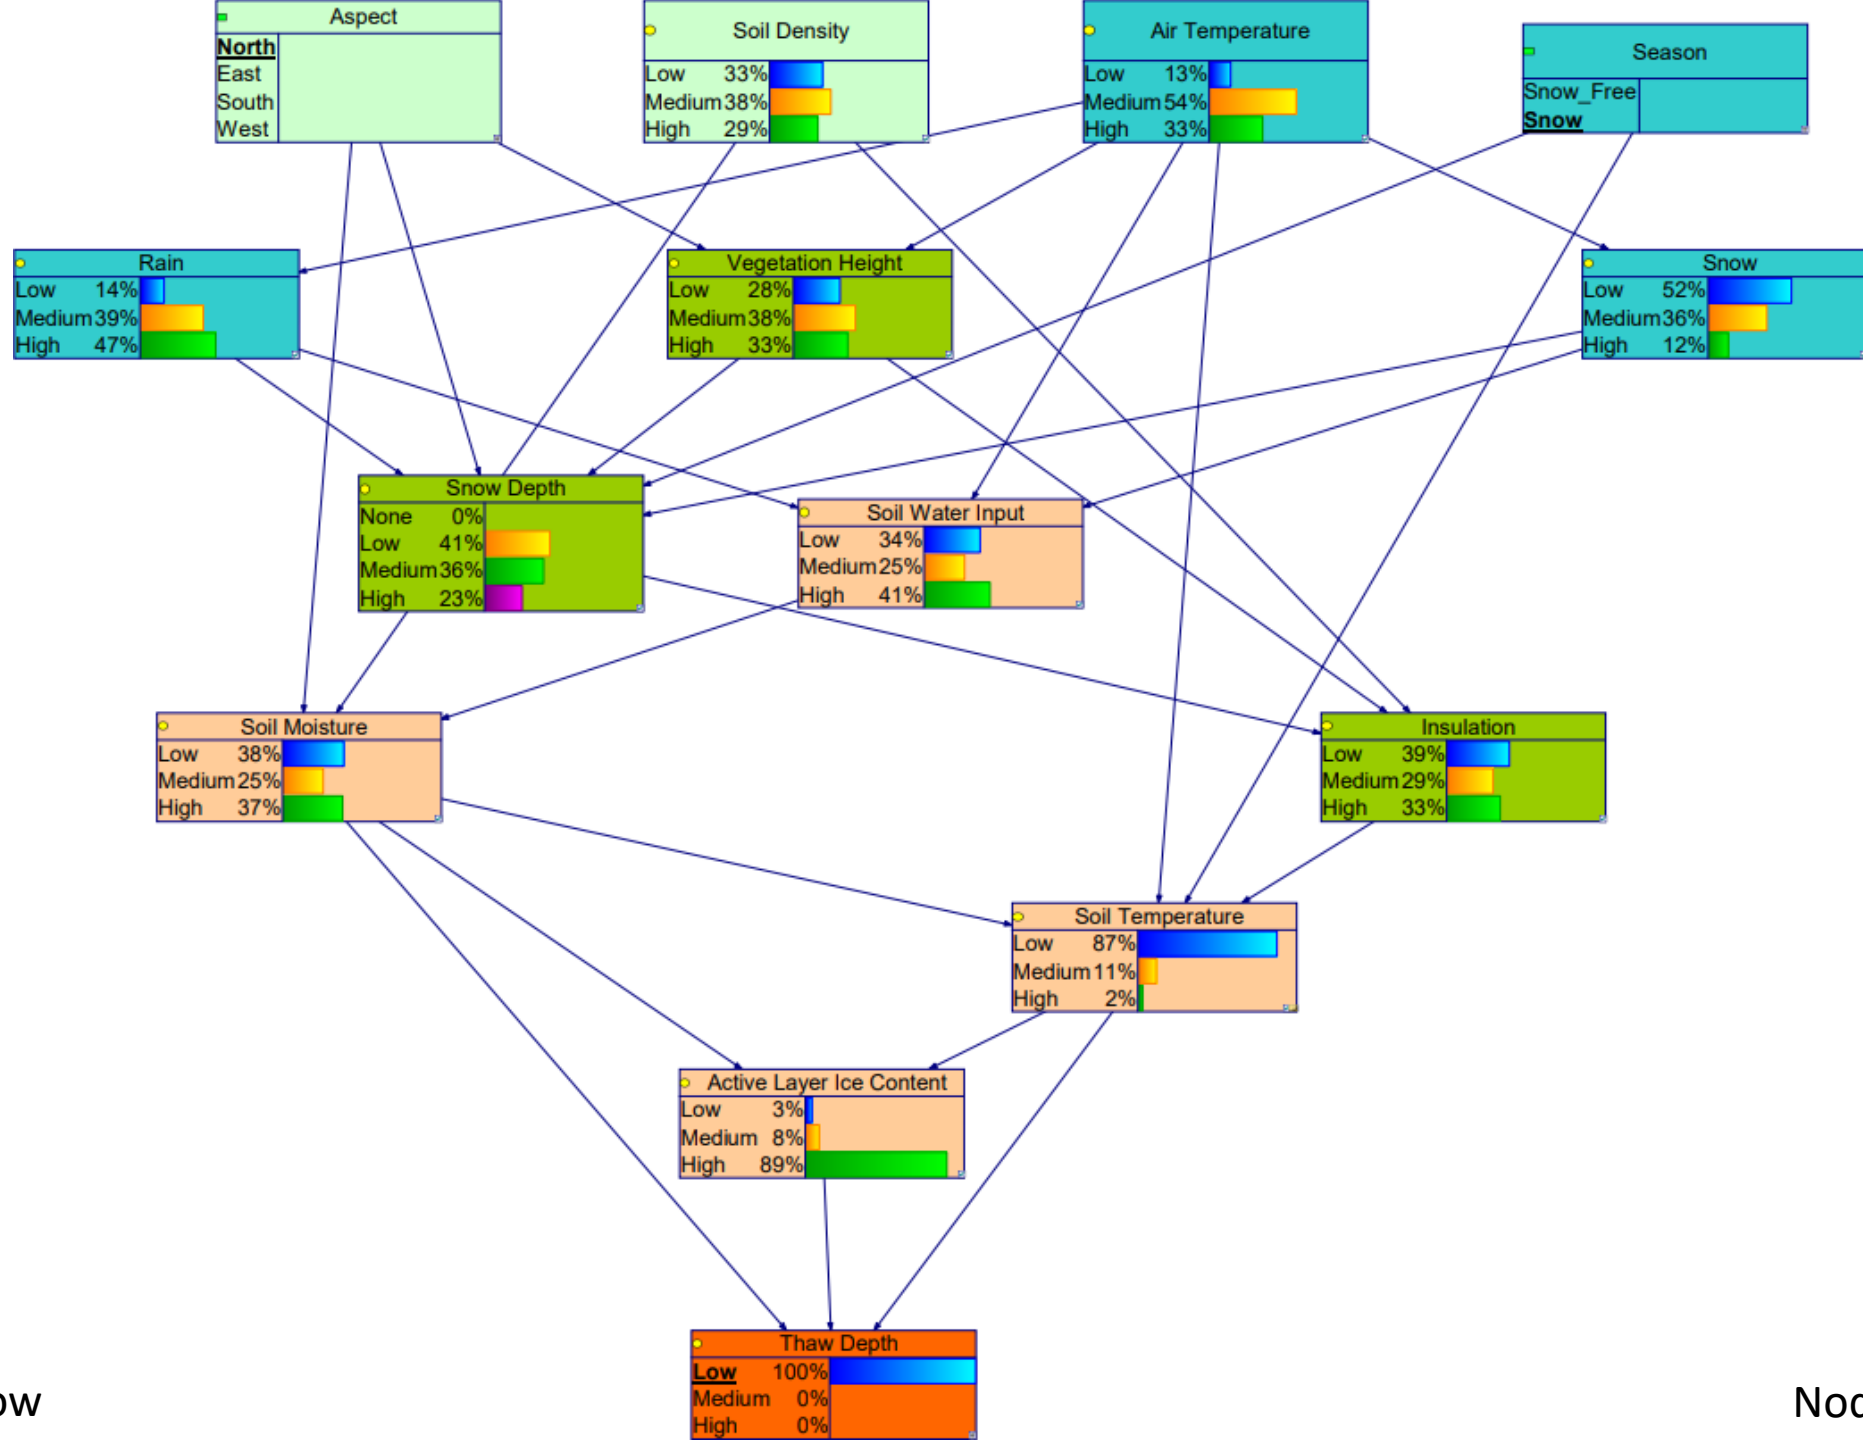 Aspect
North
East
South
West
Soil Density
Low 33%
Medium 38%
High 29%
Air Temperature
Low 13%
Medium 54%
High 33%
Season
Snow_Free
Snow
Rain
Low 14%
Medium 39%
High 47%
Vegetation Height
Low 28%
Medium 38%
High 33%
Snow
Low 52%
Medium 36%
High 12%
Snow Depth
None 0%
Low 41%
Medium 36%
High 23%
Soil Water Input
Low 34%
Medium 25%
High 41%
Soil Moisture
Low 38%
Medium 25%
High 37%
Insulation
Low 39%
Medium 29%
High 33%
Soil Temperature
Low 87%
Medium 11%
High 2%
Active Layer Ice Content
Low 3%
Medium 8%
High 89%
Thaw Depth
Low 100%
Medium 0%
High 0%